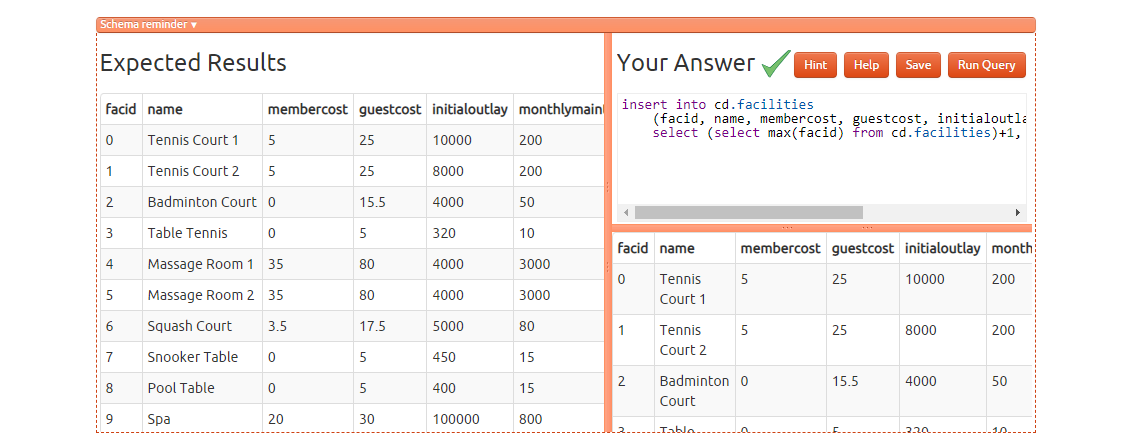 Schema reminder ▾
Expected Results
facid name membercost guestcost initialoutlay monthlymaint
0 Tennis Court 1 5 25 10000 200
1 Tennis Court 2 5 25 8000 200
2 Badminton Court 0 15.5 4000 50
3 Table Tennis 0 5 320 10
4 Massage Room 1 35 80 4000 3000
5 Massage Room 2 35 80 4000 3000
6 Squash Court 3.5 17.5 5000 80
7 Snooker Table 0 5 450 15
8 Pool Table 0 5 400 15
9 Spa 20 30 100000 800
Your Answer Hint Help Save Run Query
insert into cd.facilities
(facid, name, membercost, guestcost, initialoutla
select (select max(facid) from cd.facilities)+1,
facid name membercost guestcost initialoutlay month
0 Tennis 5 25 10000 200
Court 1
1 Tennis 5 25 8000 200
Court 2
2 Badminton 0 15.5 4000 50
Court
3 Table 0 5 320 10